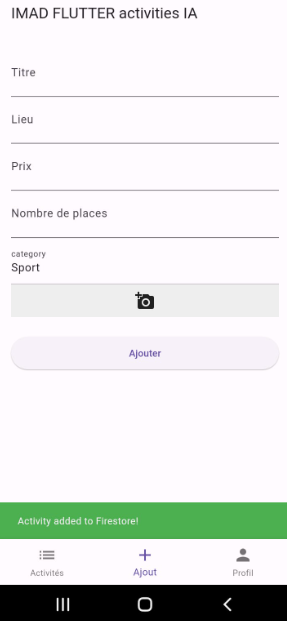 IMAD FLUTTER activities IA
Titre
Lieu
Prix
Nombre de places
category
Sport
Ajouter
Activity added to Firestore!
Activités
Ajout
Profil